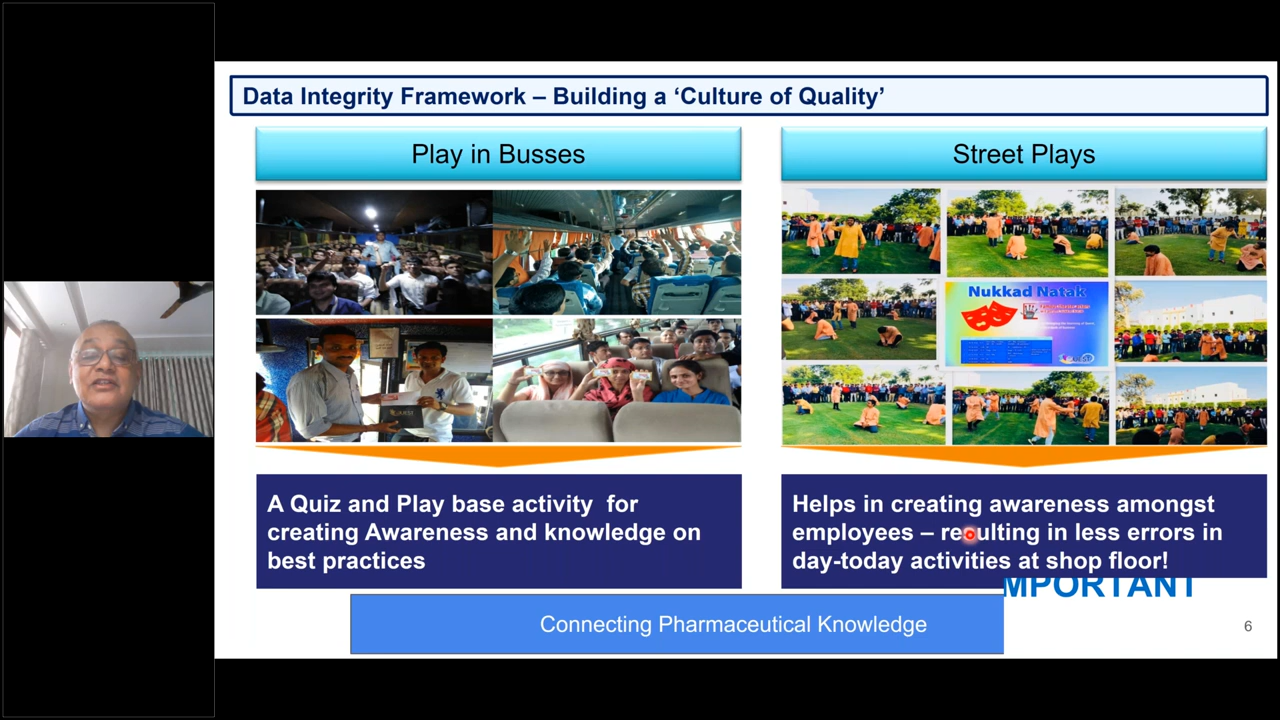 Data Integrity Framework – Building a ‘Culture of Quality’
Play in Busses
Street Plays
Nukkad Natak
A Quiz and Play base activity for
creating Awareness and knowledge on
best practices
Helps in creating awareness amongst
employees – resulting in less errors in
day-today activities at shop floor!
MPORTANT
Connecting Pharmaceutical Knowledge
6